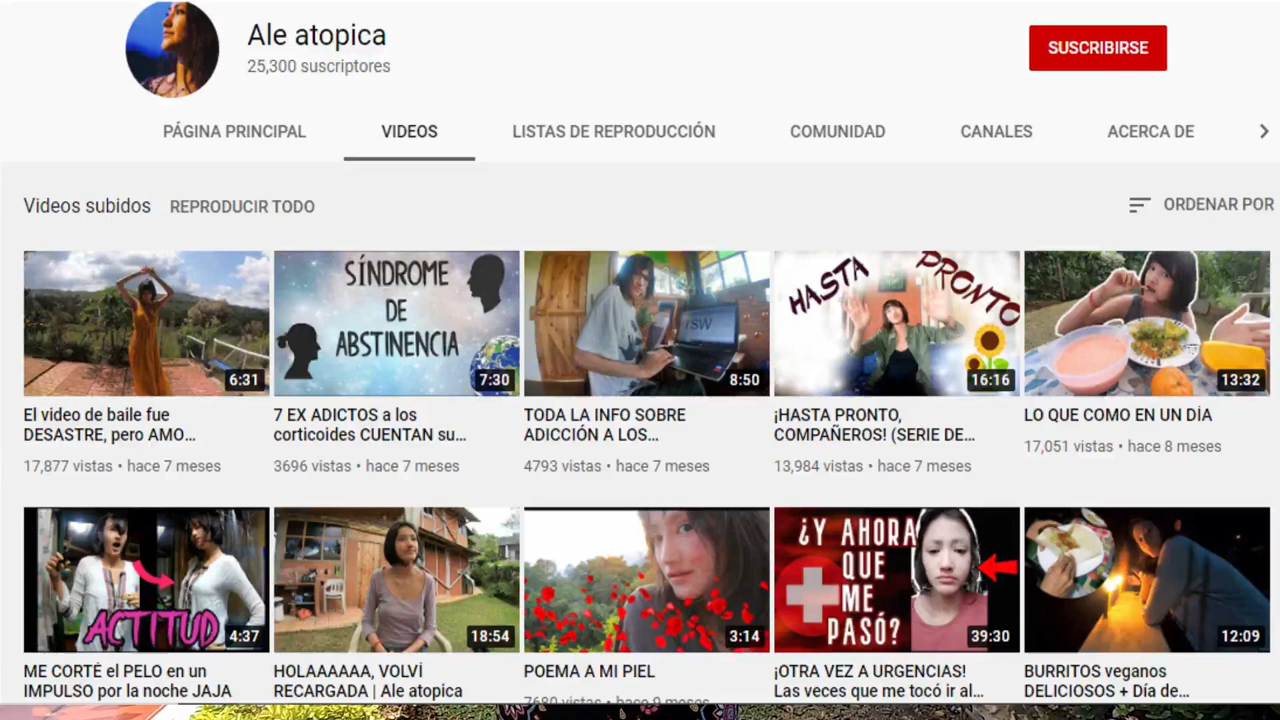 Ale atopica
25,300 suscriptores
SUSCRIBIRSE
PÁGINA PRINCIPAL
VIDEOS
LISTAS DE REPRODUCCIÓN
COMUNIDAD
CANALES
ACERCA DE
Videos subidos
REPRODUCIR TODO
ORDENAR POR
6:31
El video de baile fue
DESASTRE, pero AMO...
17,877 vistas • hace 7 meses
SÍNDROME
DE
ABSTINENCIA
7:30
7 EX ADICTOS a los
corticoides CUENTAN su...
3696 vistas • hace 7 meses
TSW
8:50
TODA LA INFO SOBRE
ADICCIÓN A LOS...
4793 vistas • hace 7 meses
HASTA PRONTO
16:16
¡HASTA PRONTO,
COMPAÑEROS! (SERIE DE...
13,984 vistas • hace 7 meses
13:32
LO QUE COMO EN UN DÍA
17,051 vistas • hace 8 meses
ACTITUD
4:37
ME CORTÉ el PELO en un
IMPULSO por la noche JAJA
18:54
HOLAAAAAA, VOLVÍ
RECARGADA | Ale atopica
3:14
POEMA A MI PIEL
7680 vistas • hace 9 meses
¿Y AHORA
QUE
ME
PASÓ?
39:30
¡OTRA VEZ A URGENCIAS!
Las veces que me tocó ir al...
12:09
BURRITOS veganos
DELICIOSOS + Día de...